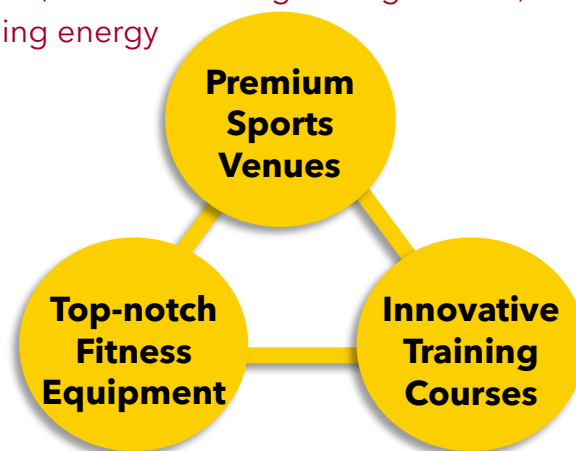 ing energy
Premium
Sports
Venues
Top-notch
Fitness
Equipment
Innovative
Training
Courses